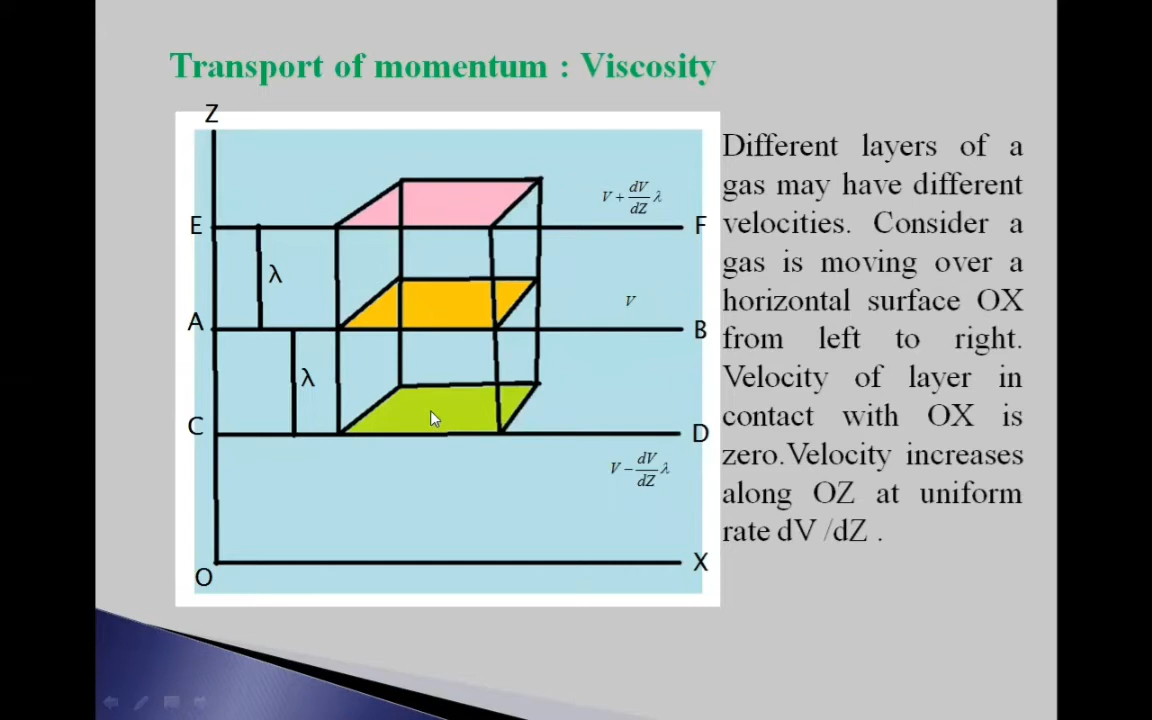 Transport of momentum : Viscosity
Z
E
λ
V + dV/dZ λ
F
A
λ
V
B
C
D
V − dV/dZ λ
O
X
Different layers of a
gas may have different
velocities. Consider a
gas is moving over a
horizontal surface OX
from left to right.
Velocity of layer in
contact with OX is
zero.Velocity increases
along OZ at uniform
rate dV /dZ .